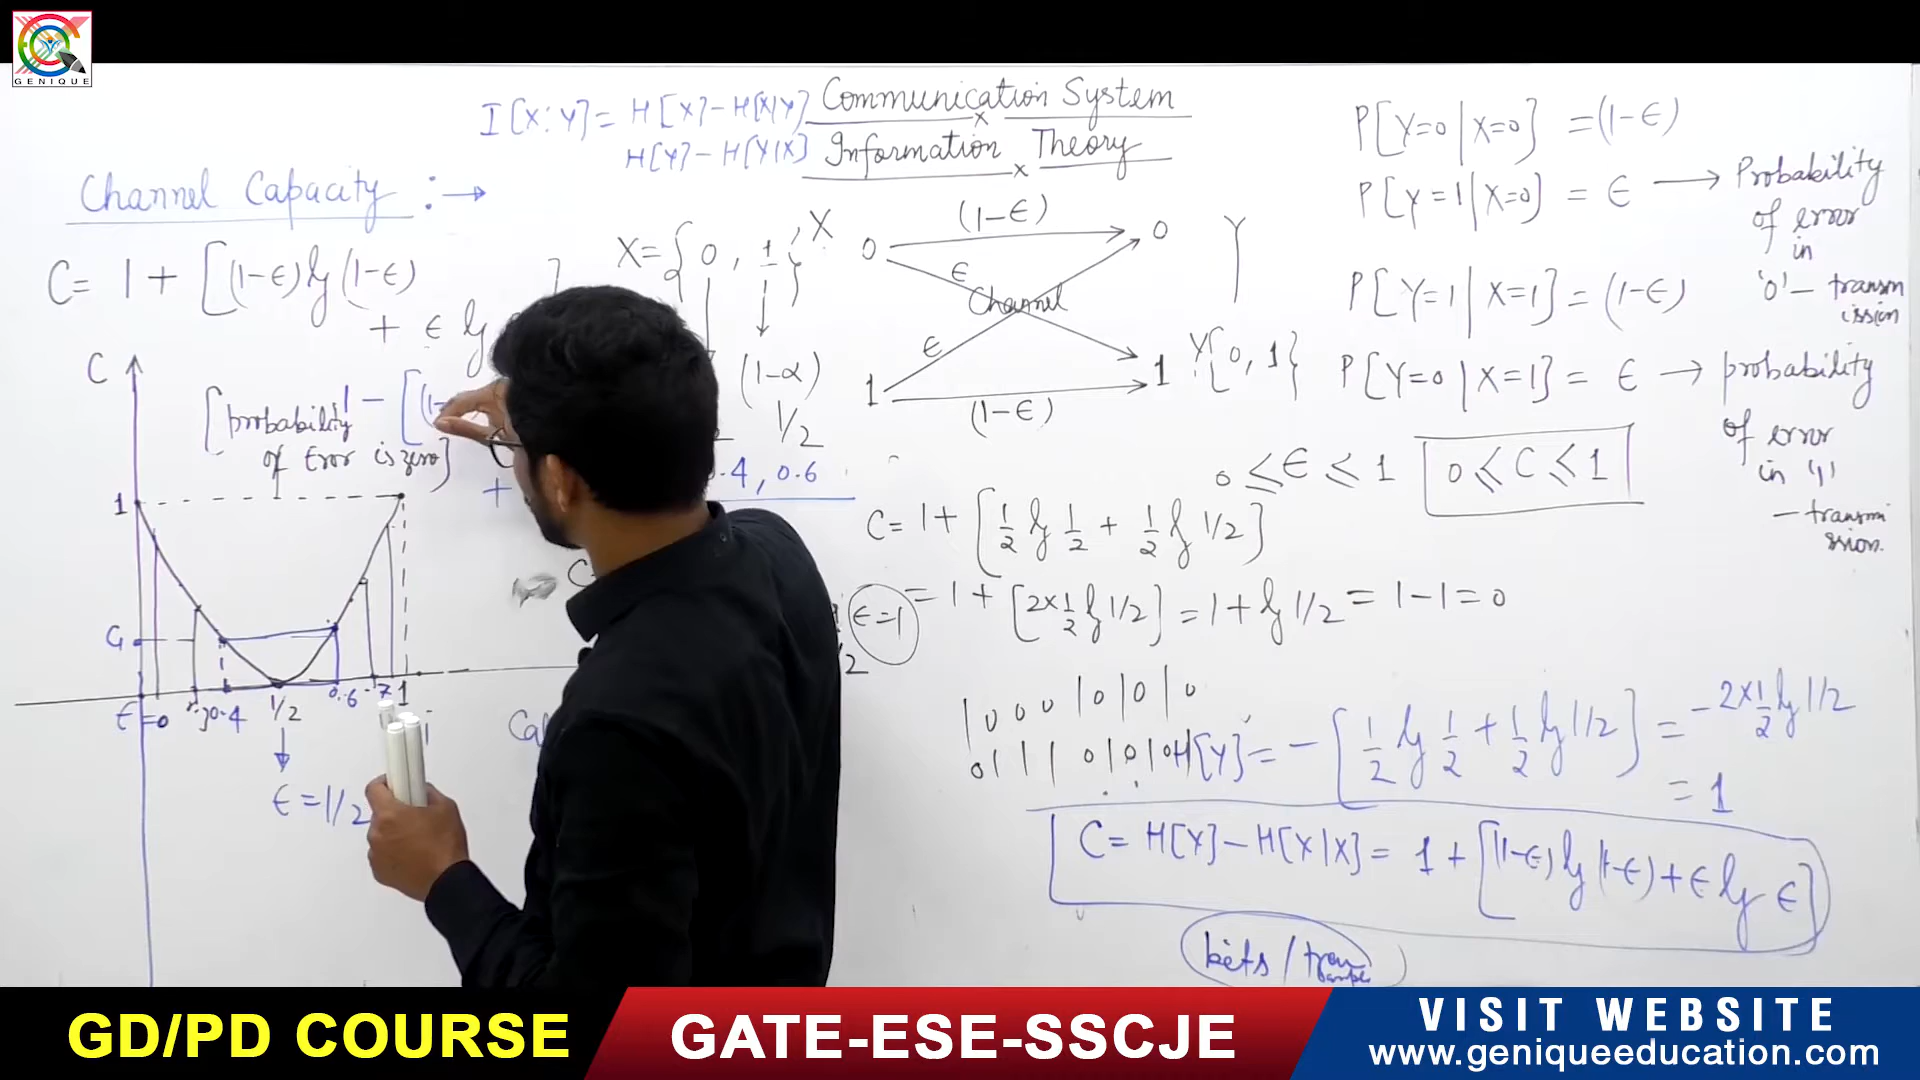 GENIQUE
Communication System
Information Theory
I[X:Y] = H[X] - H[X|Y]
H[Y] - H[Y|X]
Channel Capacity :→
C = 1 + [(1-ϵ) lg (1-ϵ)
+ ϵ lg
X = { 0 , 1 }, X
(1-α)
1/2
.4, 0.6
0 (1-ϵ) 0 Y
ϵ
Channel
ϵ
1 (1-ϵ) 1 Y{0, 1}
P[Y=0 | X=0] = (1-ϵ)
P[Y=1 | X=0] = ϵ → Probability
of error
in
'0' - transm
ission
P[Y=1 | X=1] = (1-ϵ)
P[Y=0 | X=1] = ϵ → probability
of error
in '1'
- transmi
ssion.
0 ≤ ϵ ≤ 1 0 ≤ C ≤ 1
C
[probability
of Error is zero]
1 - [(1-
+
1
C1
ϵ=0 0.4 1/2 0.6 .7 1
ϵ = 1/2
C = 1 + [1/2 lg 1/2 + 1/2 lg 1/2]
ϵ=1 = 1 + [2×1/2 lg 1/2] = 1 + lg 1/2 = 1-1 = 0
H[Y] = - [1/2 lg 1/2 + 1/2 lg 1/2] = -2×1/2 lg 1/2
= 1
C = H[Y] - H[Y|X] = 1 + [(1-ϵ) lg (1-ϵ) + ϵ lg ϵ]
bits /
GD/PD COURSE
GATE-ESE-SSCJE
VISIT WEBSITE
www.geniqueeducation.com